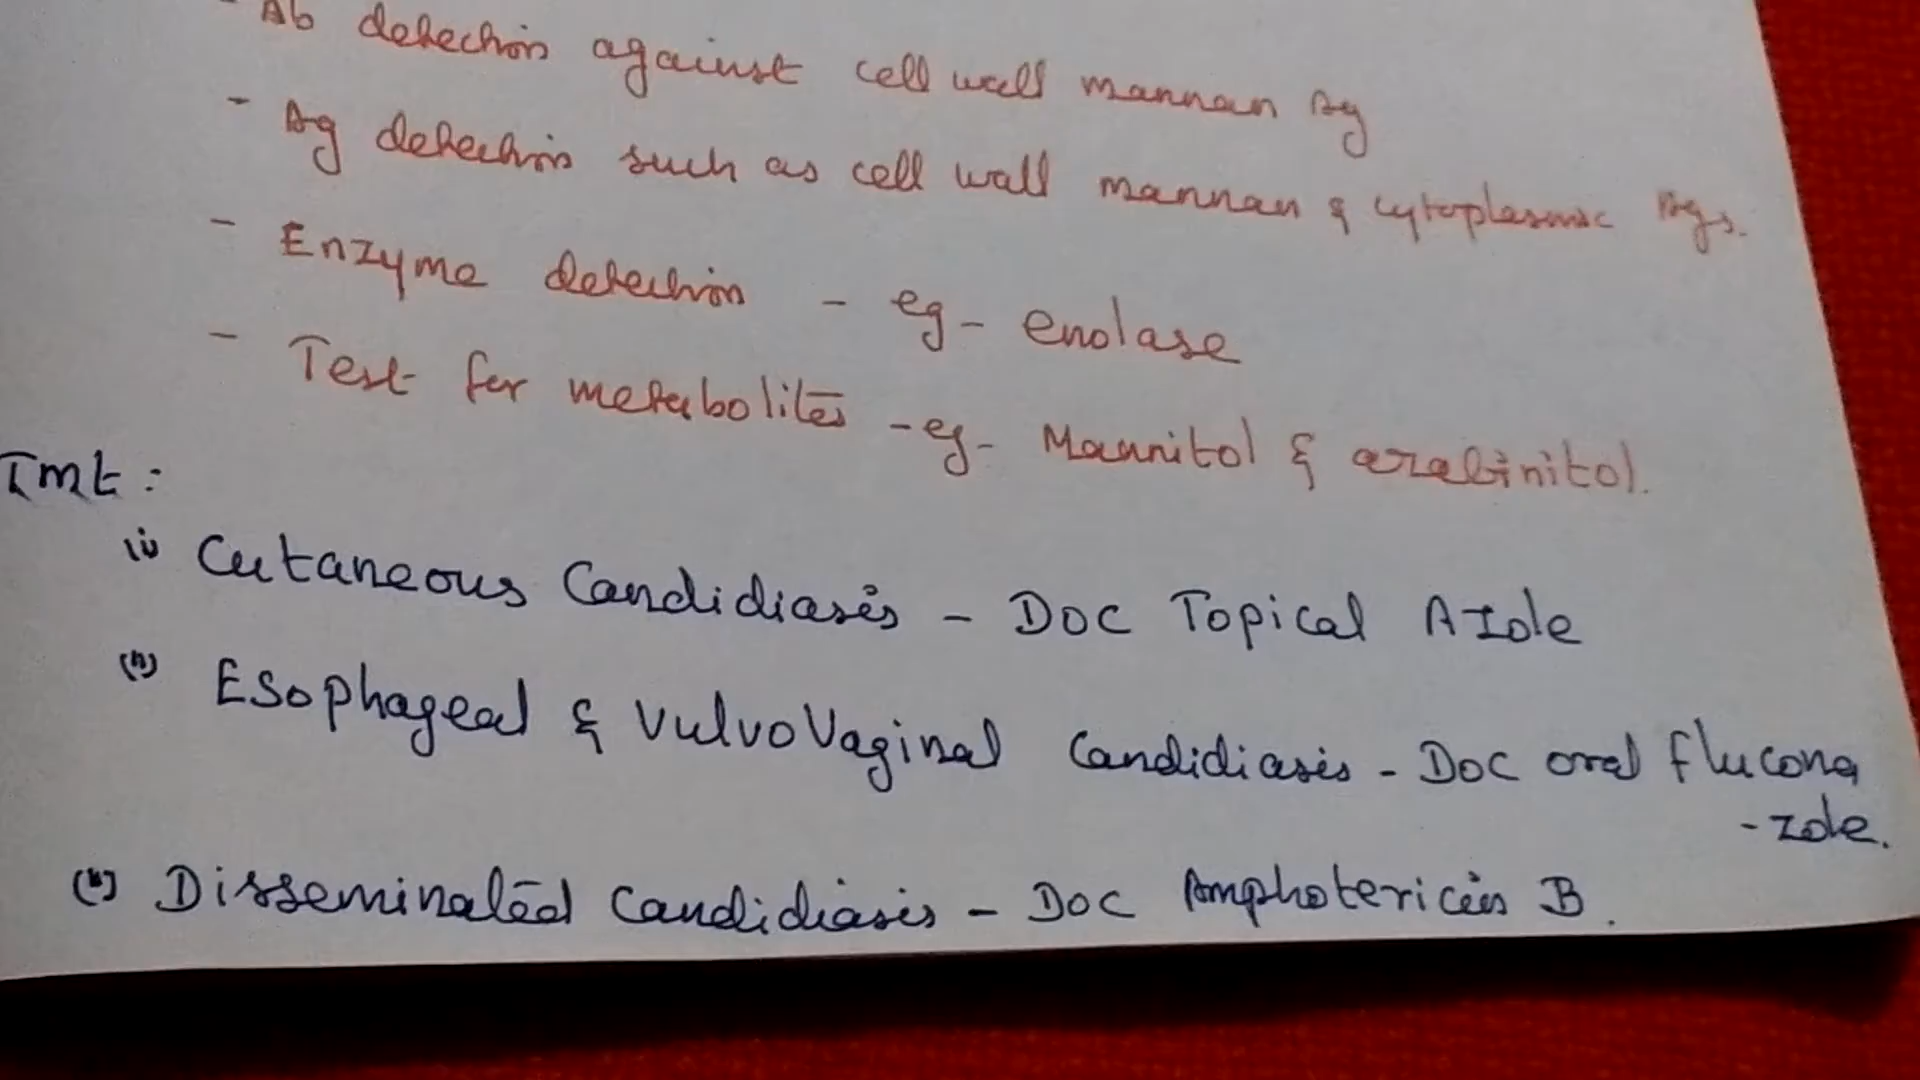 - Ab detection against cell wall mannan Ag
- Ag detection such as cell wall mannan & cytoplasmic Ags.
- Enzyme detection - eg - enolase
- Test for metabolites - eg - Mannitol & arabinitol.
Tmt :
(i) Cutaneous Candidiasis - DOC Topical Azole
(ii) Esophageal & VulvoVaginal Candidiasis - DOC oral flucona
-zole.
(iii) Disseminated Candidiasis - DOC Amphotericin B.